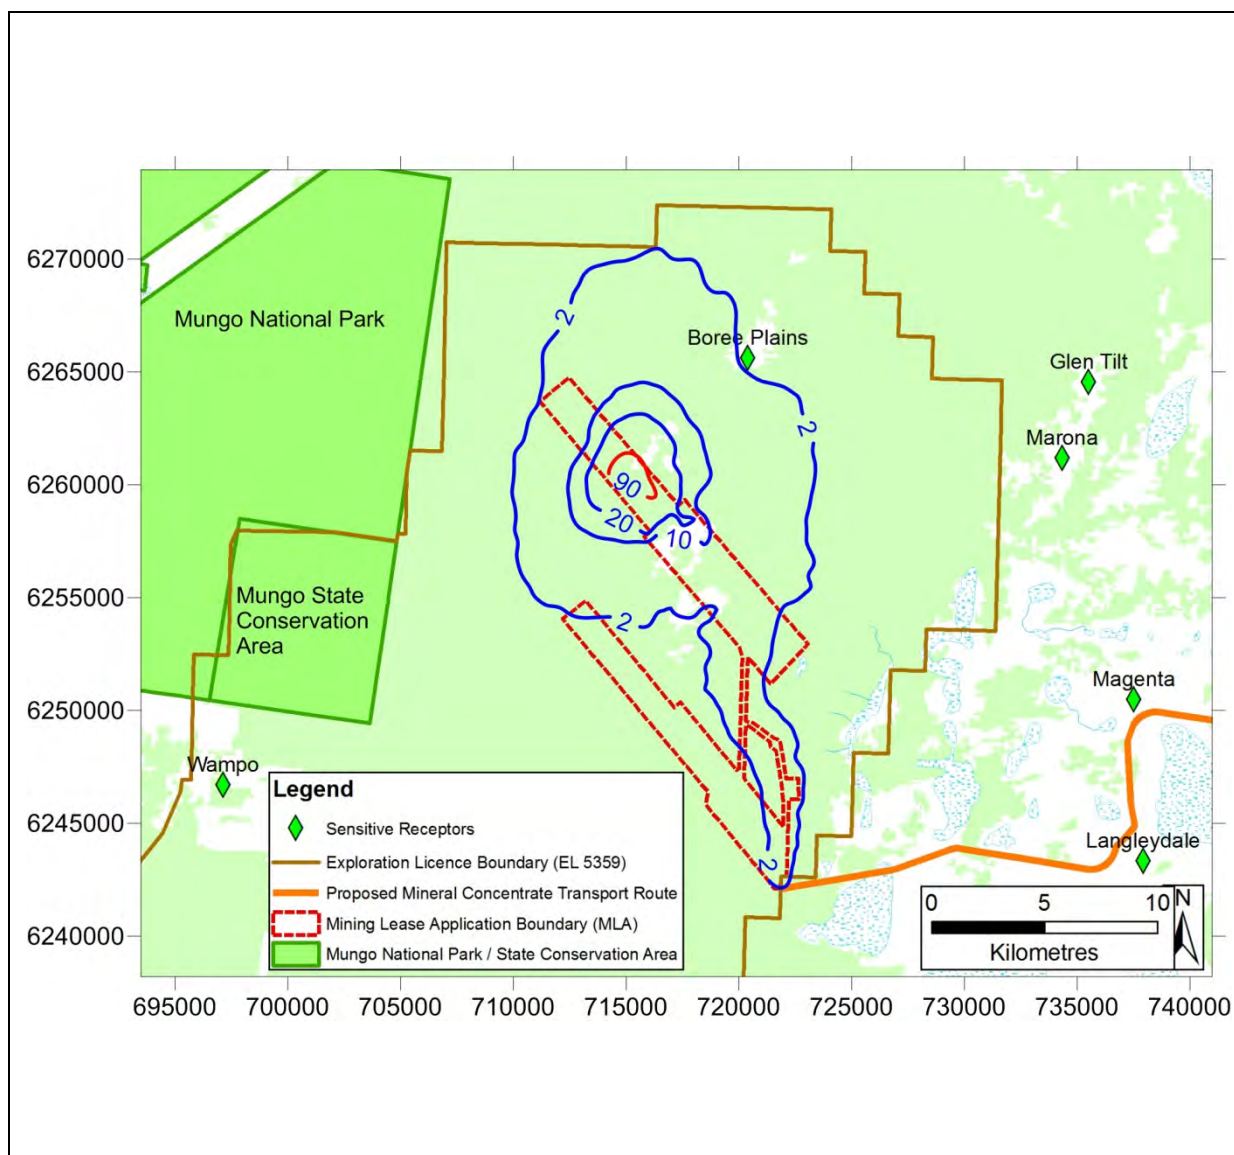 6270000
6265000
6260000
6255000
6250000
6245000
6240000
Mungo National Park
2
Boree Plains
Glen Tilt
2
Marona
90
20
10
Mungo State
Conservation
Area
2
Magenta
Wampo
Langleydale
2
Legend
Sensitive Receptors
Exploration Licence Boundary (EL 5359)
Proposed Mineral Concentrate Transport Route
Mining Lease Application Boundary (MLA)
Mungo National Park / State Conservation Area
0 5 10
Kilometres
N
695000 700000 705000 710000 715000 720000 725000 730000 735000 740000